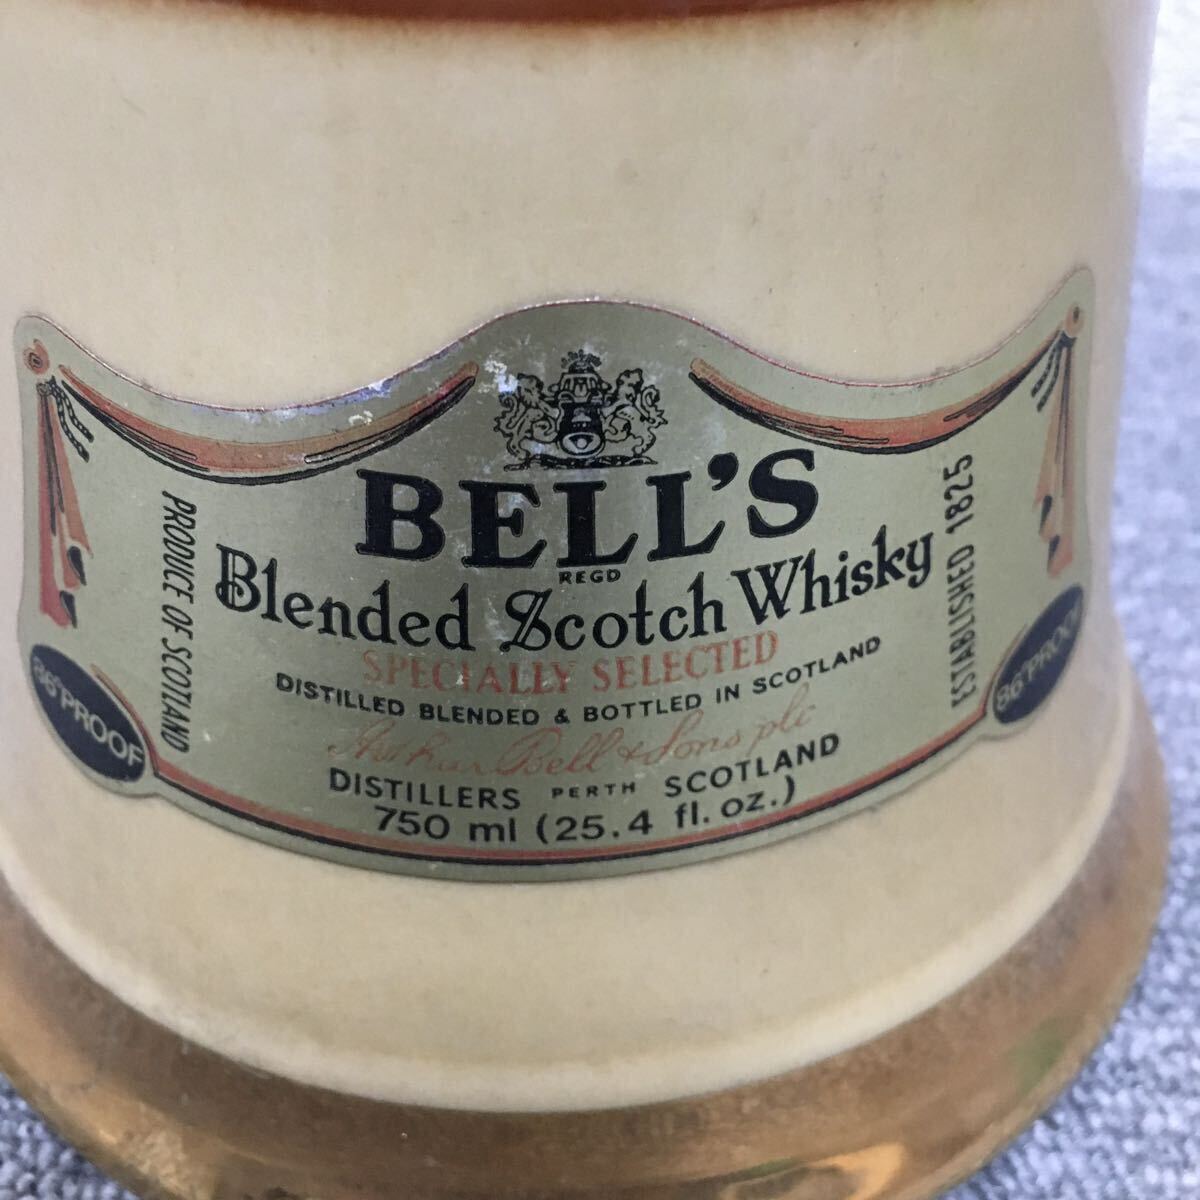 BELL'S
REGD
Blended Scotch Whisky
SPECIALLY SELECTED
DISTILLED BLENDED & BOTTLED IN SCOTLAND
Arthur Bell & Sons plc
DISTILLERS PERTH SCOTLAND
750 ml (25.4 fl. oz.)
PRODUCE OF SCOTLAND
ESTABLISHED 1825
86° PROOF
86° PROOF